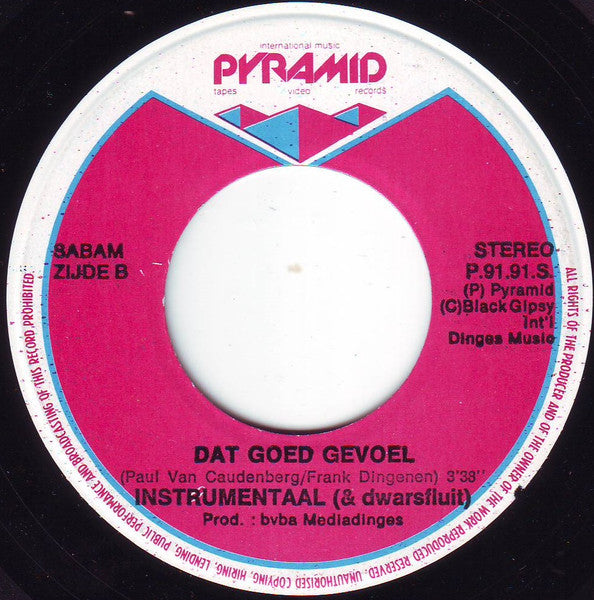 international music
PYRAMID
tapes video records
SABAM
ZIJDE B
STEREO
P.91.91.S.
(P) Pyramid
(C)Black Gipsy
Int'l
Dinges Music
DAT GOED GEVOEL
(Paul Van Caudenberg/Frank Dingenen) 3'38''
INSTRUMENTAAL (& dwarsfluit)
Prod. : bvba Mediadinges
ALL RIGHTS OF THE PRODUCER AND OF THE OWNER OF THE WORK REPRODUCED RESERVED. UNAUTHORISED COPYING, HIRING, LENDING, PUBLIC PERFORMANCE AND BROADCASTING OF THIS RECORD PROHIBITED.